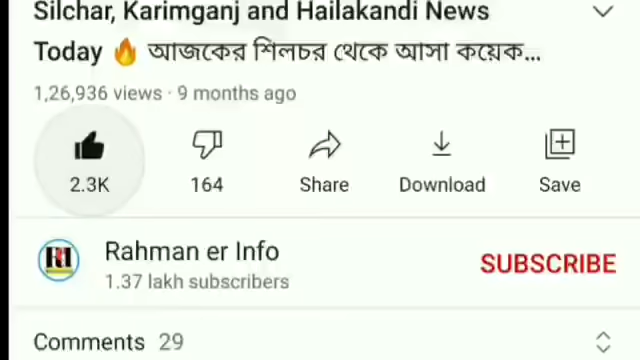 Silchar, Karimganj and Hailakandi News
Today 🔥 আজকের শিলচর থেকে আসা কয়েক...
1,26,936 views · 9 months ago
2.3K 164 Share Download Save
Rahman er Info
SUBSCRIBE
1.37 lakh subscribers
Comments 29